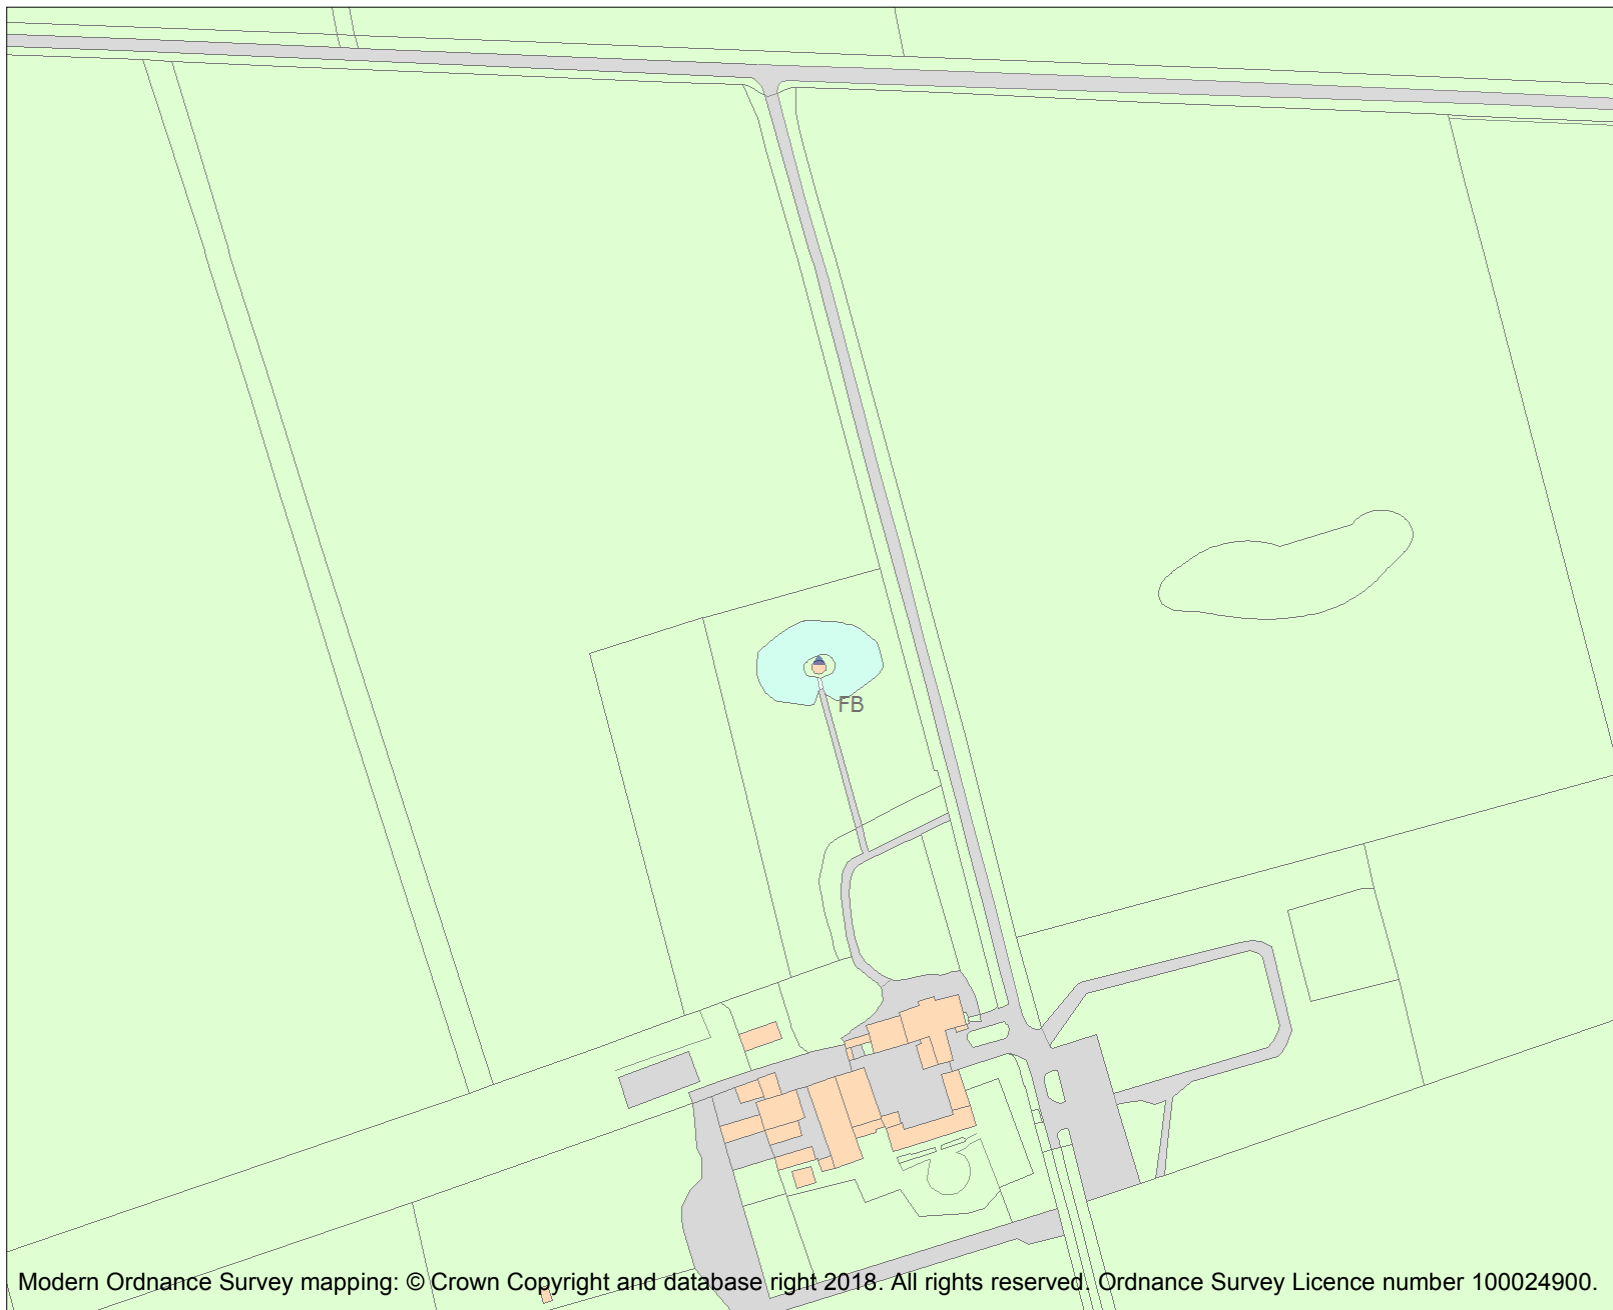 FB
Modern Ordnance Survey mapping: © Crown Copyright and database right 2018. All rights reserved. Ordnance Survey Licence number 100024900.